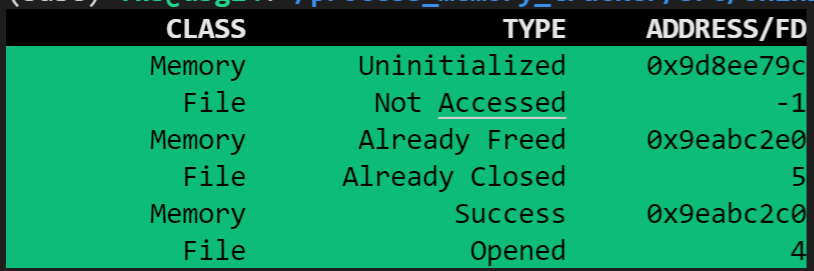 CLASS TYPE ADDRESS/FD
Memory Uninitialized 0x9d8ee79c
File Not Accessed -1
Memory Already Freed 0x9eabc2e0
File Already Closed 5
Memory Success 0x9eabc2c0
File Opened 4